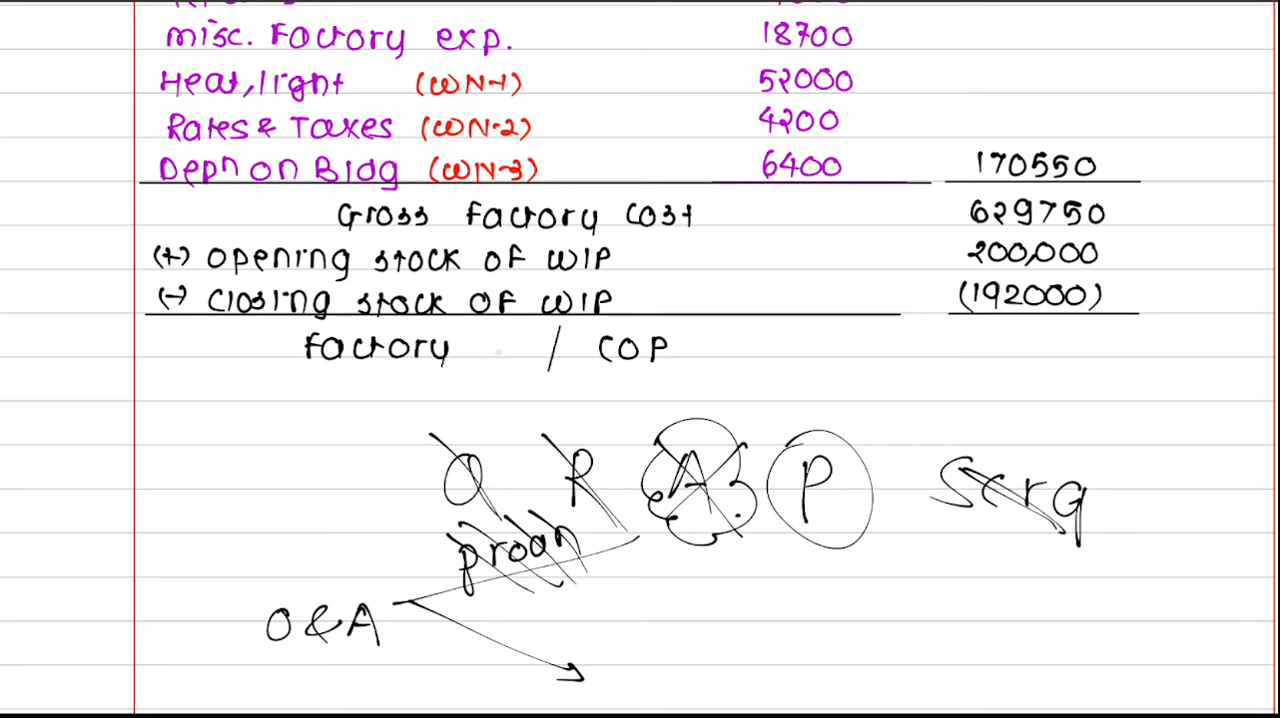 misc. Factory exp. 18700
Heat, light (WN-1) 52000
Rates & Taxes (WN-2) 4200
Depn on Bldg (WN-3) 6400 170550
Gross factory cost 629750
(+) opening stock of WIP 200,000
(-) closing stock of WIP (192000)
factory / COP
Q R A P
O&A